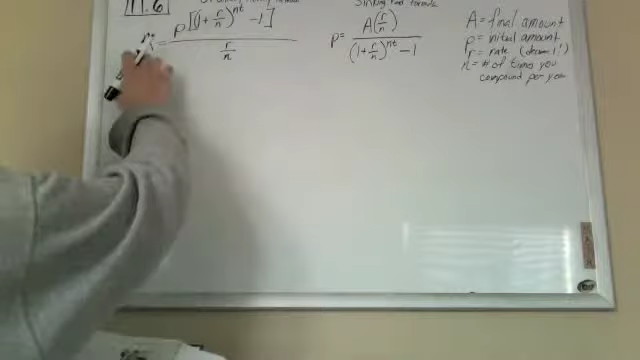 11.6
Ordinary Annuity Formula
= P[(1 + r/n)^nt - 1] / (r/n)
Sinking Fund Formula
P = A(r/n) / ((1 + r/n)^nt - 1)
A = final amount
P = initial amount
r = rate (decimal!)
n = # of times you
compound per year